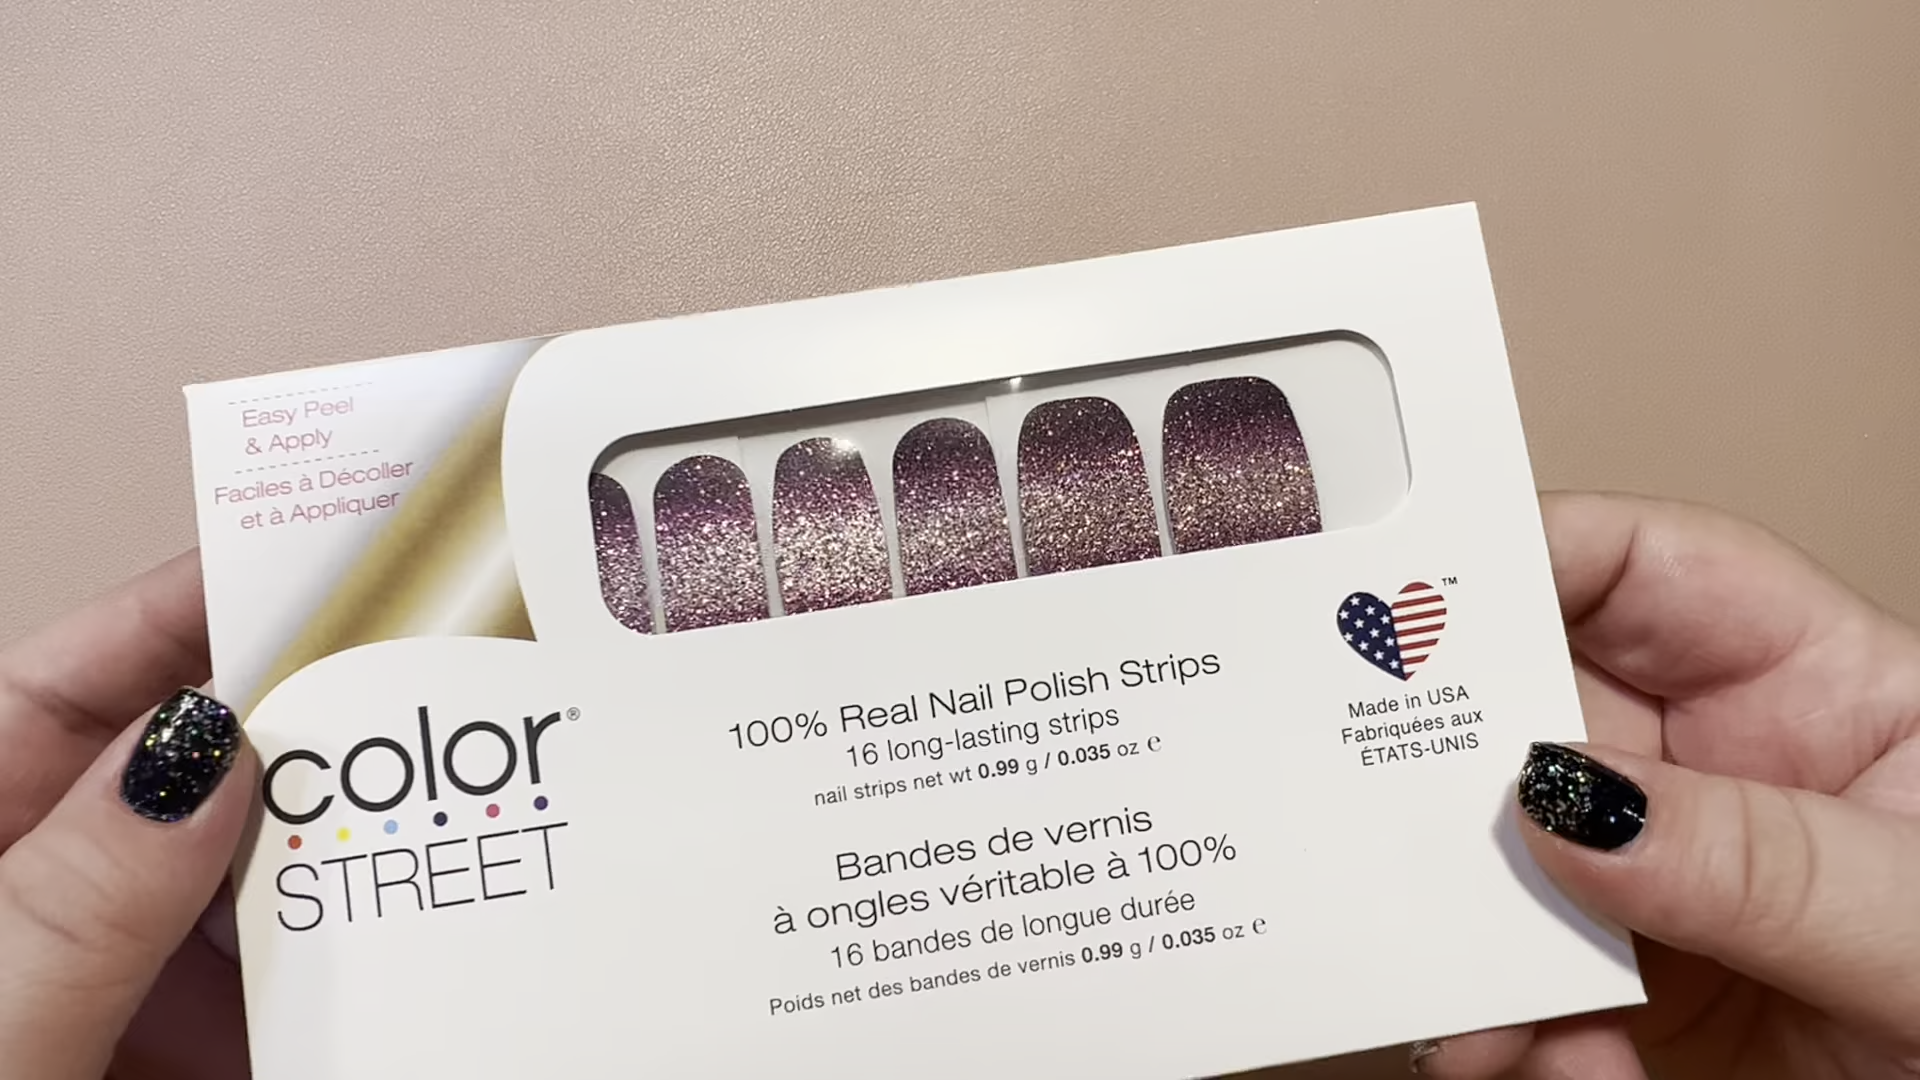 Easy Peel
& Apply
Faciles à Décoller
et à Appliquer
color®
STREET
100% Real Nail Polish Strips
16 long-lasting strips
nail strips net wt 0.99 g / 0.035 oz ℮
Bandes de vernis
à ongles véritable à 100%
16 bandes de longue durée
Poids net des bandes de vernis 0.99 g / 0.035 oz ℮
™
Made in USA
Fabriquées aux
ÉTATS-UNIS